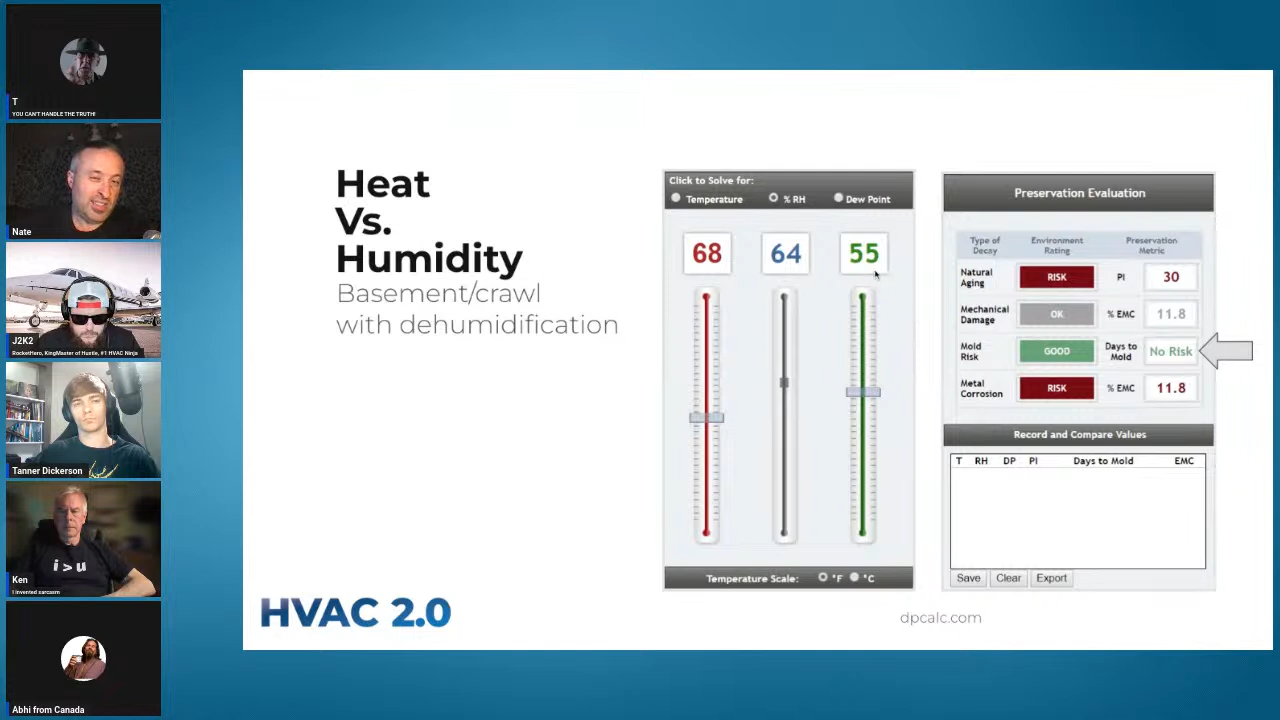 T
YOU CAN'T HANDLE THE TRUTH!
Nate
J2K2
RocketHero, KingMaster of Hustle, #1 HVAC Ninja
Tanner Dickerson
i>u
Ken
I invented sarcasm
Abhi from Canada
Heat
Vs.
Humidity
Basement/crawl
with dehumidification
HVAC 2.0
Click to Solve for:
Temperature % RH Dew Point
68 64 55
Temperature Scale: °F °C
Preservation Evaluation
Type of Decay Environment Rating Preservation Metric
Natural Aging RISK PI 30
Mechanical Damage OK % EMC 11.8
Mold Risk GOOD Days to Mold No Risk
Metal Corrosion RISK % EMC 11.8
Record and Compare Values
T RH DP PI Days to Mold EMC
Save Clear Export
dpcalc.com